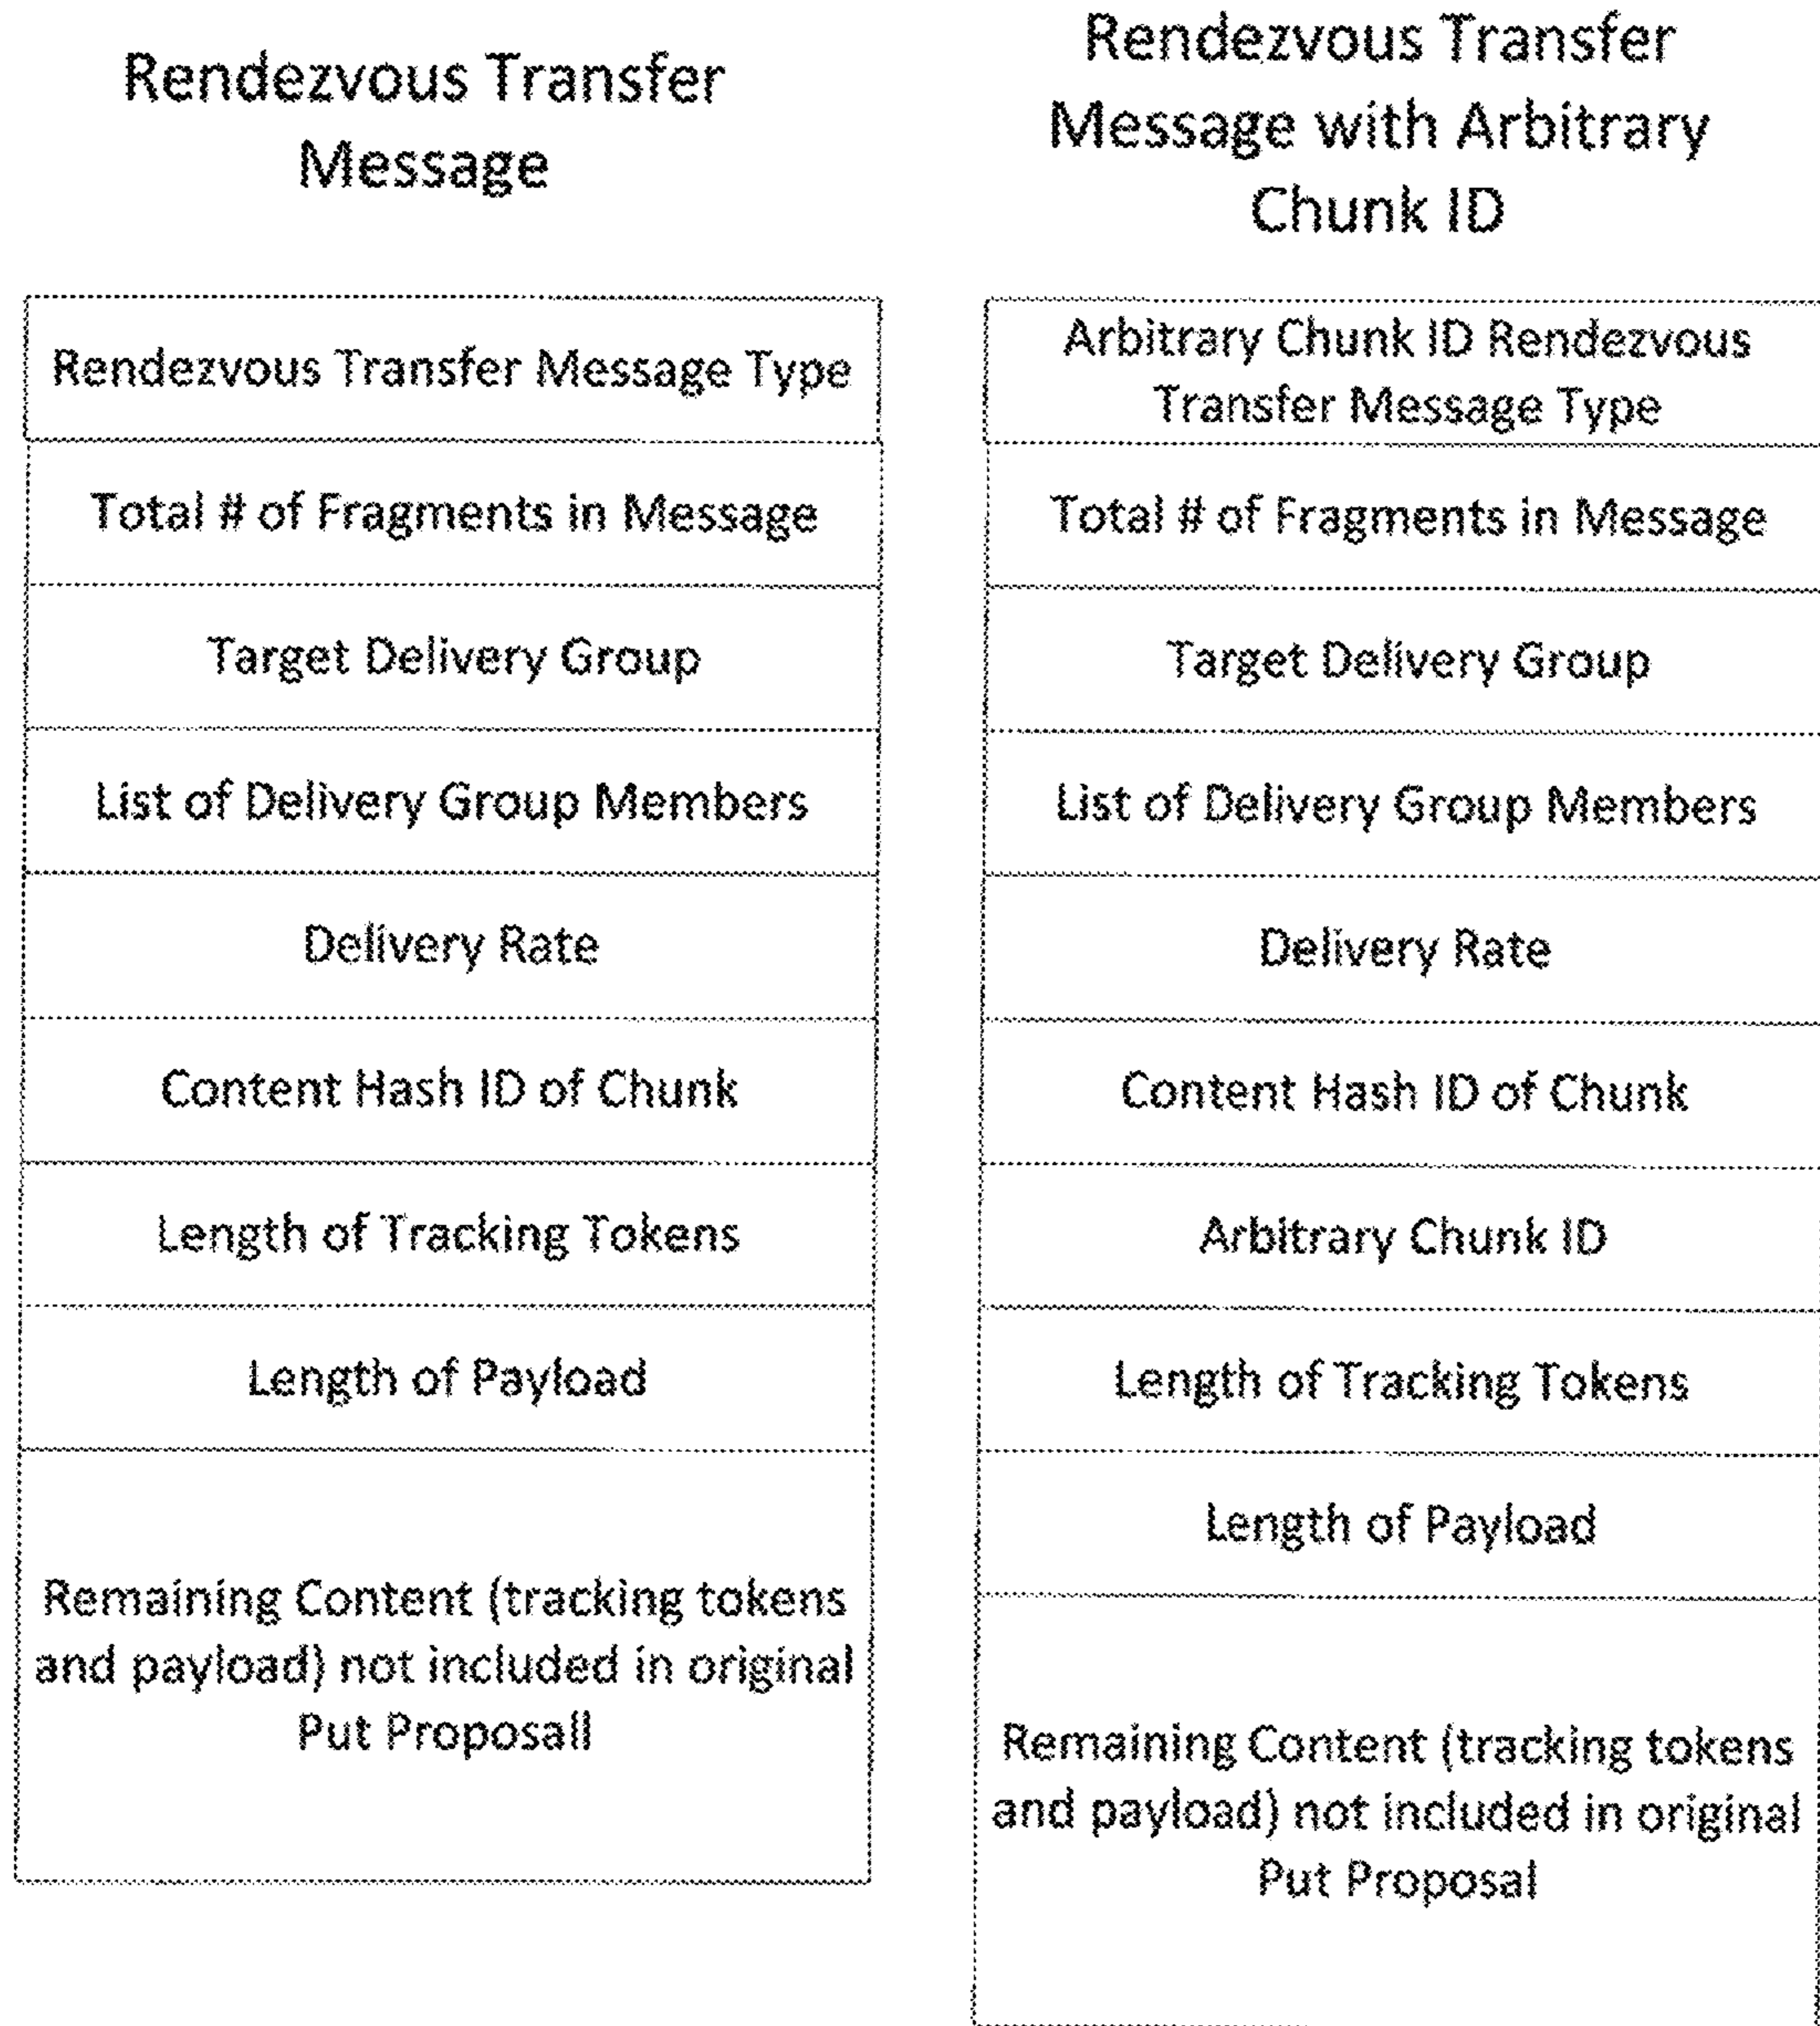 Rendezvous Transfer
Message
Rendezvous Transfer Message Type
Total # of Fragments in Message
Target Delivery Group
List of Delivery Group Members
Delivery Rate
Content Hash ID of Chunk
Length of Tracking Tokens
Length of Payload
Remaining Content (tracking tokens
and payload) not included in original
Put Proposall
Rendezvous Transfer
Message with Arbitrary
Chunk ID
Arbitrary Chunk ID Rendezvous
Transfer Message Type
Total # of Fragments in Message
Target Delivery Group
List of Delivery Group Members
Delivery Rate
Content Hash ID of Chunk
Arbitrary Chunk ID
Length of Tracking Tokens
Length of Payload
Remaining Content (tracking tokens
and payload) not included in original
Put Proposal